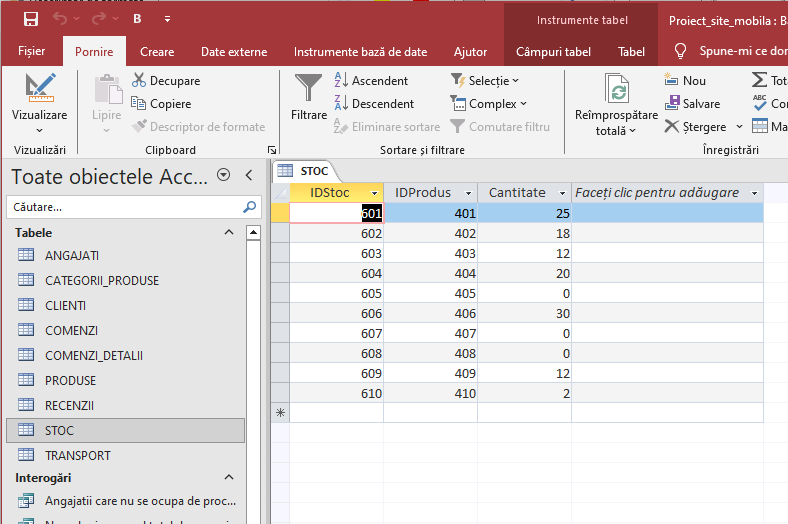 B
Instrumente tabel
Proiect_site_mobila : B
Fișier
Pornire
Creare
Date externe
Instrumente bază de date
Ajutor
Câmpuri tabel
Tabel
Spune-mi ce do
Vizualizare
Lipire
Decupare
Copiere
Descriptor de formate
Filtrare
Ascendent
Descendent
Eliminare sortare
Selecție
Complex
Comutare filtru
Reîmprospătare
totală
Nou
Salvare
Ștergere
Tot
Co
Ma
Vizualizări
Clipboard
Sortare și filtrare
Înregistrări
Toate obiectele Acc...
Căutare...
Tabele
ANGAJATI
CATEGORII_PRODUSE
CLIENTI
COMENZI
COMENZI_DETALII
PRODUSE
RECENZII
STOC
TRANSPORT
Interogări
Angajatii care nu se ocupa de proc...
STOC
IDStoc IDProdus Cantitate Faceți clic pentru adăugare
601 401 25
602 402 18
603 403 12
604 404 20
605 405 0
606 406 30
607 407 0
608 408 0
609 409 12
610 410 2